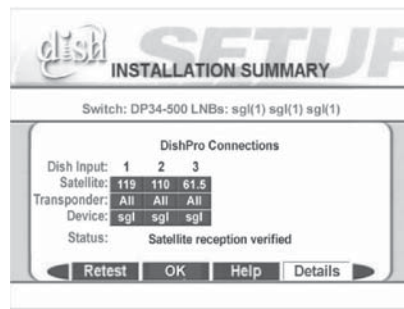 dish
SETUP
INSTALLATION SUMMARY
Switch: DP34-500 LNBs: sgl(1) sgl(1) sgl(1)
DishPro Connections
Dish Input: 1 2 3
Satellite: 119 110 61.5
Transponder: All All All
Device: sgl sgl sgl
Status: Satellite reception verified
Retest OK Help Details